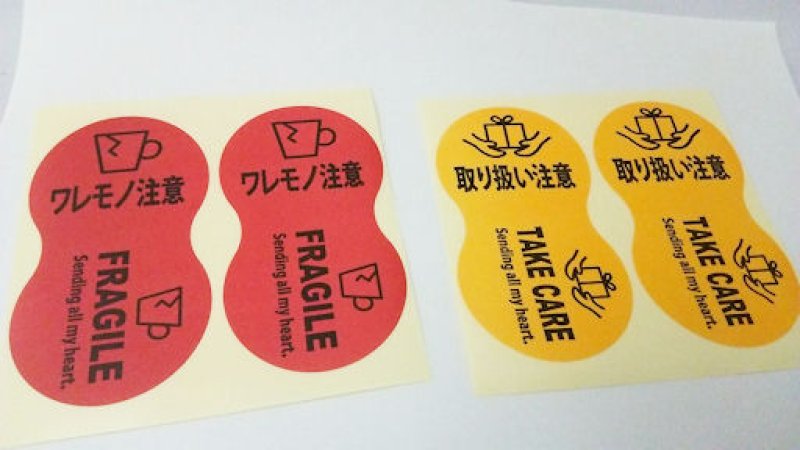 ワレモノ注意
FRAGILE
Sending all my heart.
ワレモノ注意
FRAGILE
Sending all my heart.
取り扱い注意
TAKE CARE
Sending all my heart.
取り扱い注意
TAKE CARE
Sending all my heart.